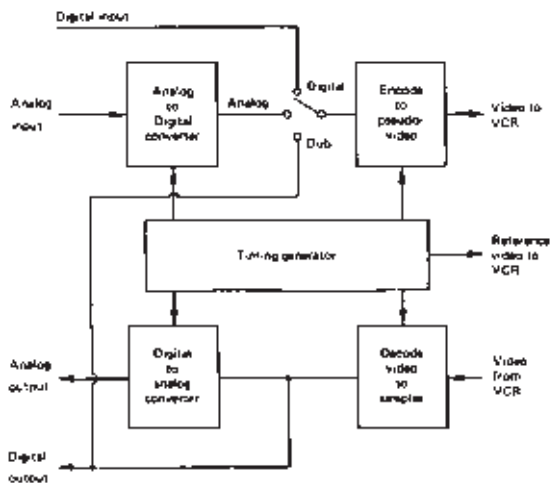 Digital input
Analog
input
Analog
to
Digital
converter
Analog
Digital
Dub
Encode
to
pseudo-
video
Video to
VCR
Timing generator
Reference
video to
VCR
Analog
output
Digital
to
analog
converter
Decode
video
to
samples
Video
from
VCR
Digital
output